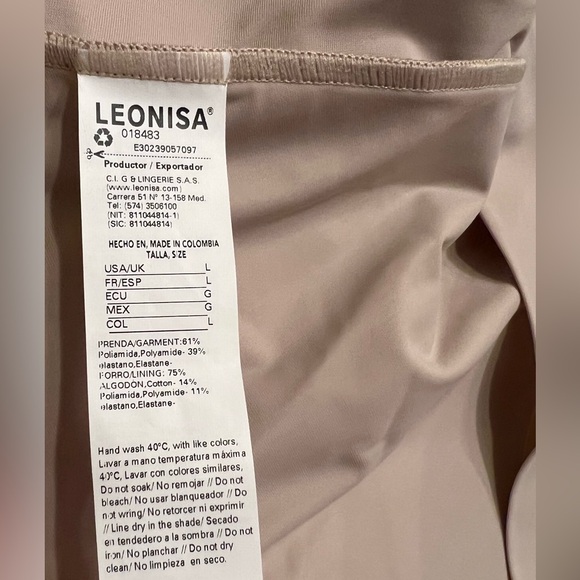 LEONISA®
018483
E30239057097
Productor / Exportador
C.I. G & LINGERIE S.A.S.
(www.leonisa.com)
Carrera 51 Nº 13-158 Med.
Tel: (574) 3506100
(NIT: 811044814-1)
(SIC: 811044814)
HECHO EN, MADE IN COLOMBIA
TALLA, SIZE
USA/UK L
FR/ESP L
ECU G
MEX G
COL L
PRENDA/GARMENT:61%
Poliamida,Polyamide- 39%
elastano,Elastane-
FORRO/LINING: 75%
ALGODON,Cotton- 14%
Poliamida,Polyamide- 11%
elastano,Elastane-
Hand wash 40ºC, with like colors,
Lavar a mano temperatura máxima
40ºC, Lavar con colores similares,
Do not soak/ No remojar // Do not
bleach/ No usar blanqueador // Do
not wring/ No retorcer ni exprimir
// Line dry in the shade/ Secado
en tendedero a la sombra // Do not
iron/ No planchar // Do not dry
clean/ No limpieza en seco.